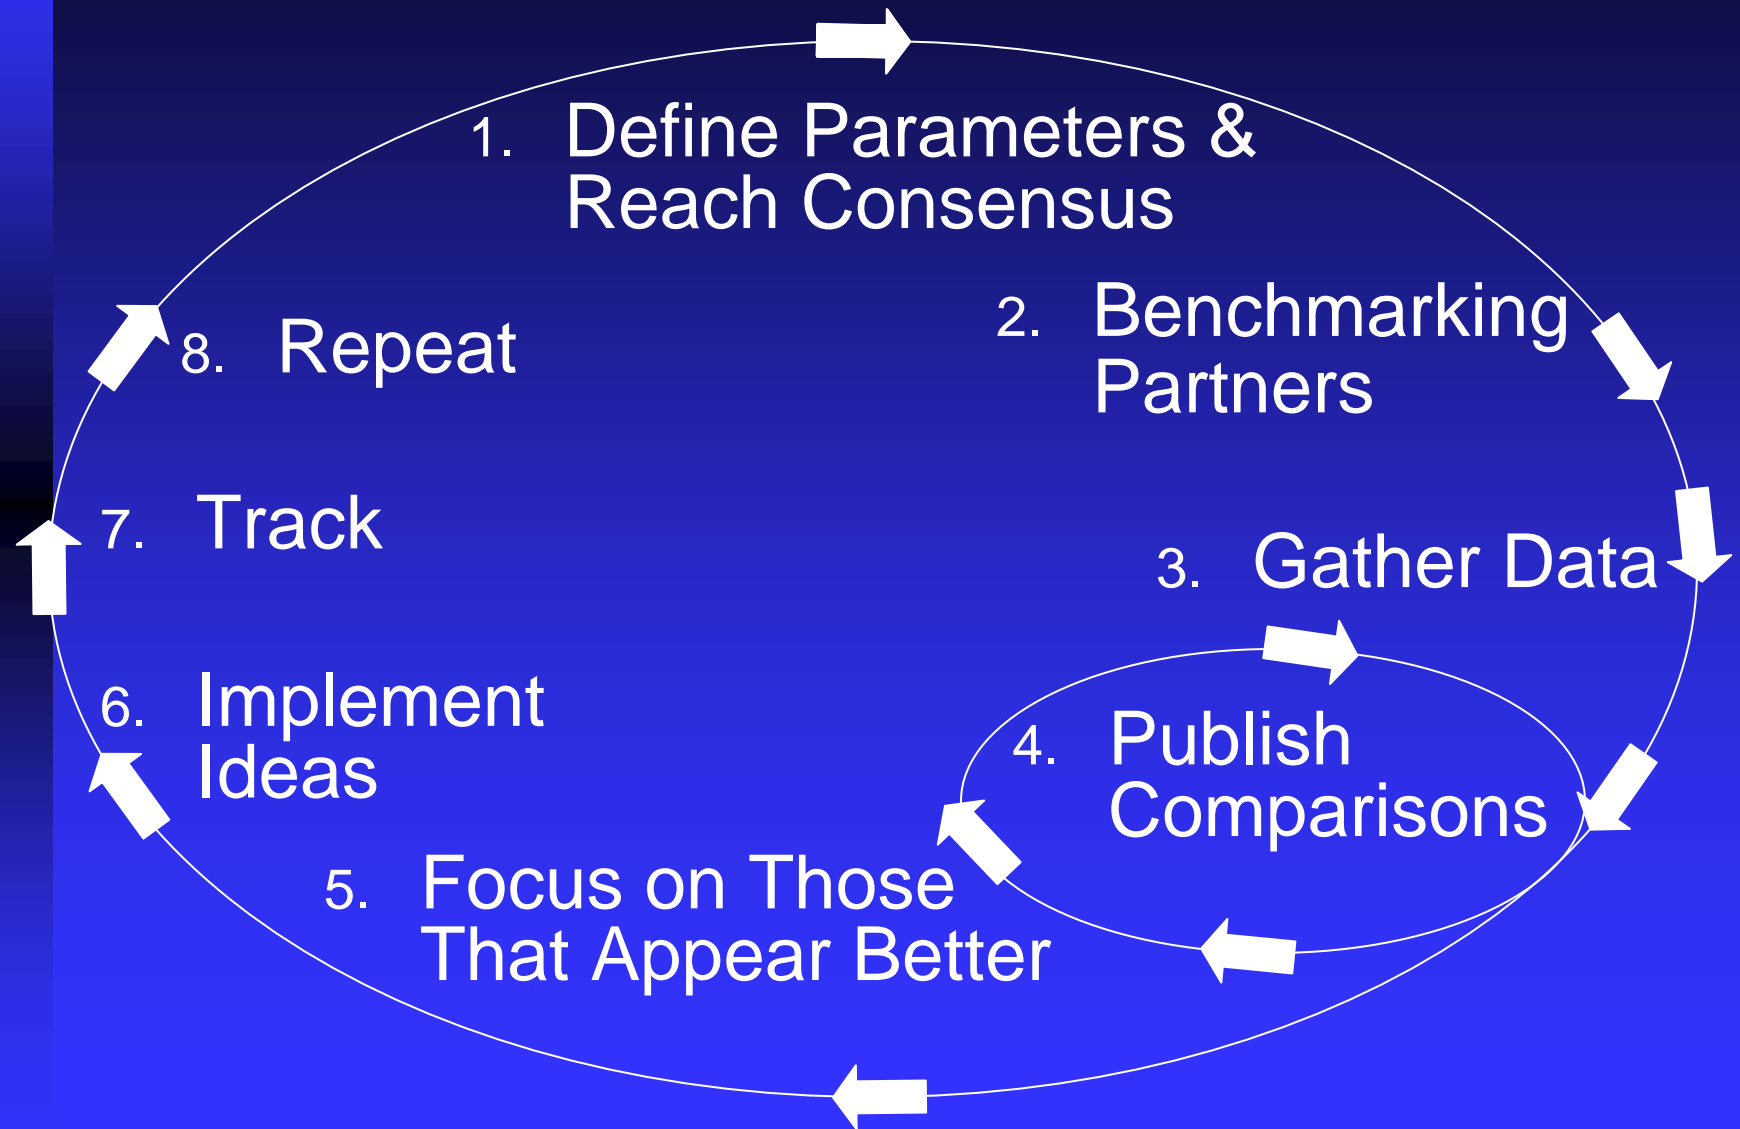 1. Define Parameters &
Reach Consensus
2. Benchmarking
Partners
3. Gather Data
4. Publish
Comparisons
5. Focus on Those
That Appear Better
6. Implement
Ideas
7. Track
8. Repeat